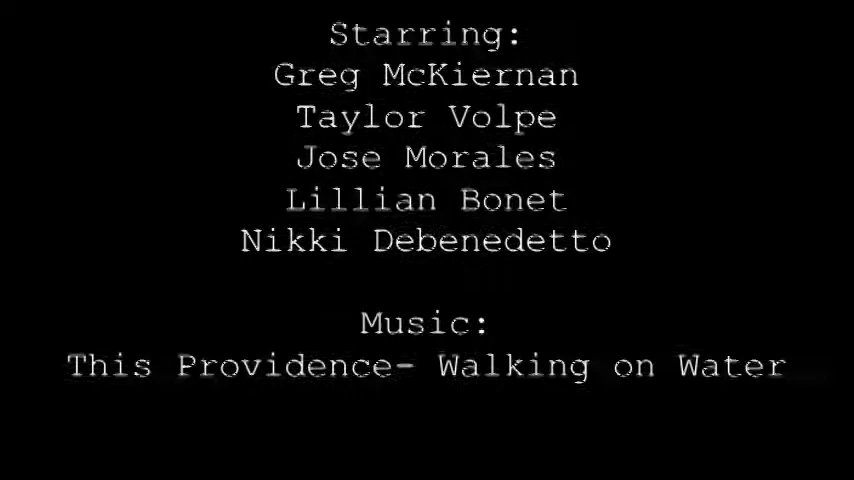 Starring:
Greg McKiernan
Taylor Volpe
Jose Morales
Lillian Bonet
Nikki Debenedetto
Music:
This Providence- Walking on Water